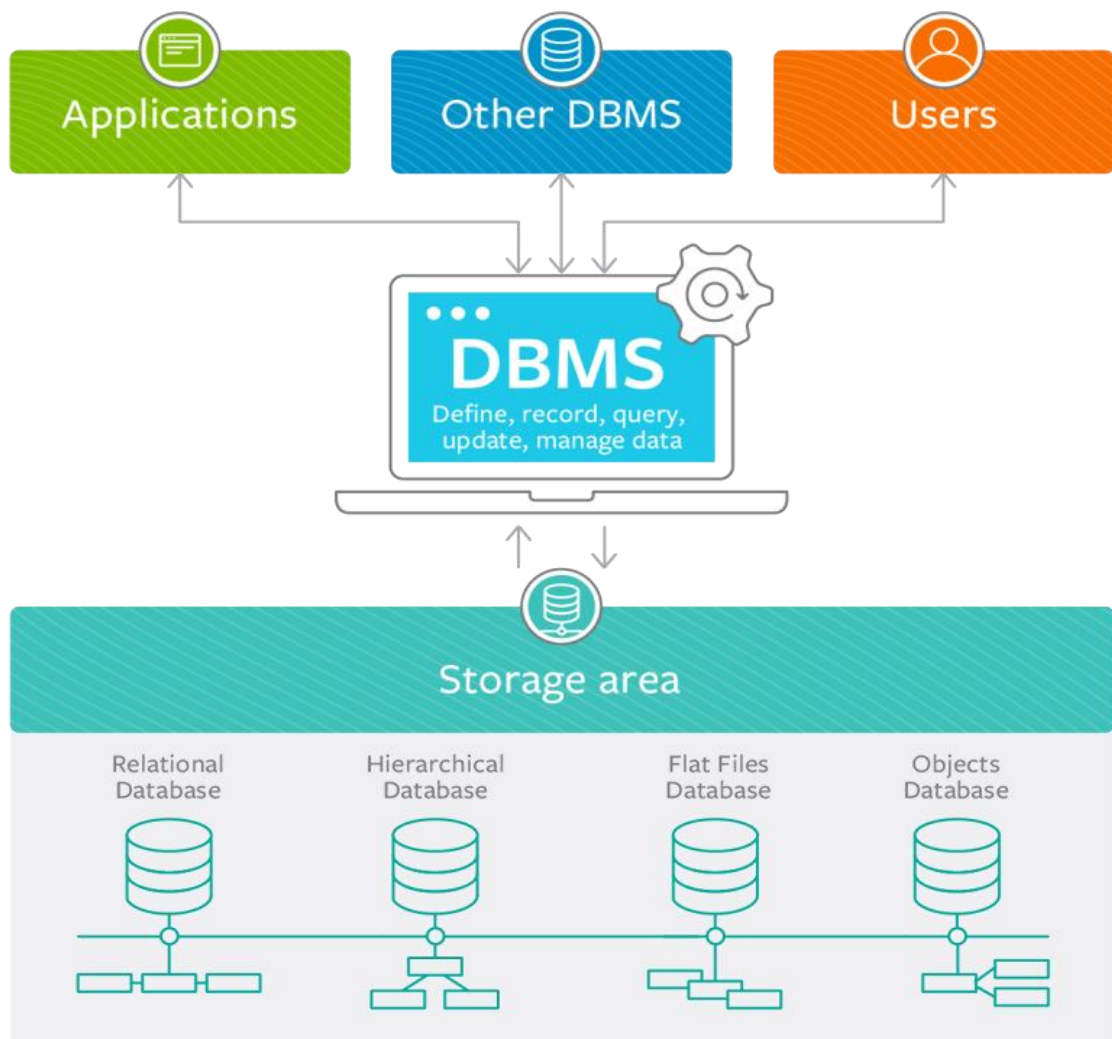 Applications
Other DBMS
Users
DBMS
Define, record, query,
update, manage data
Storage area
Relational
Database
Hierarchical
Database
Flat Files
Database
Objects
Database